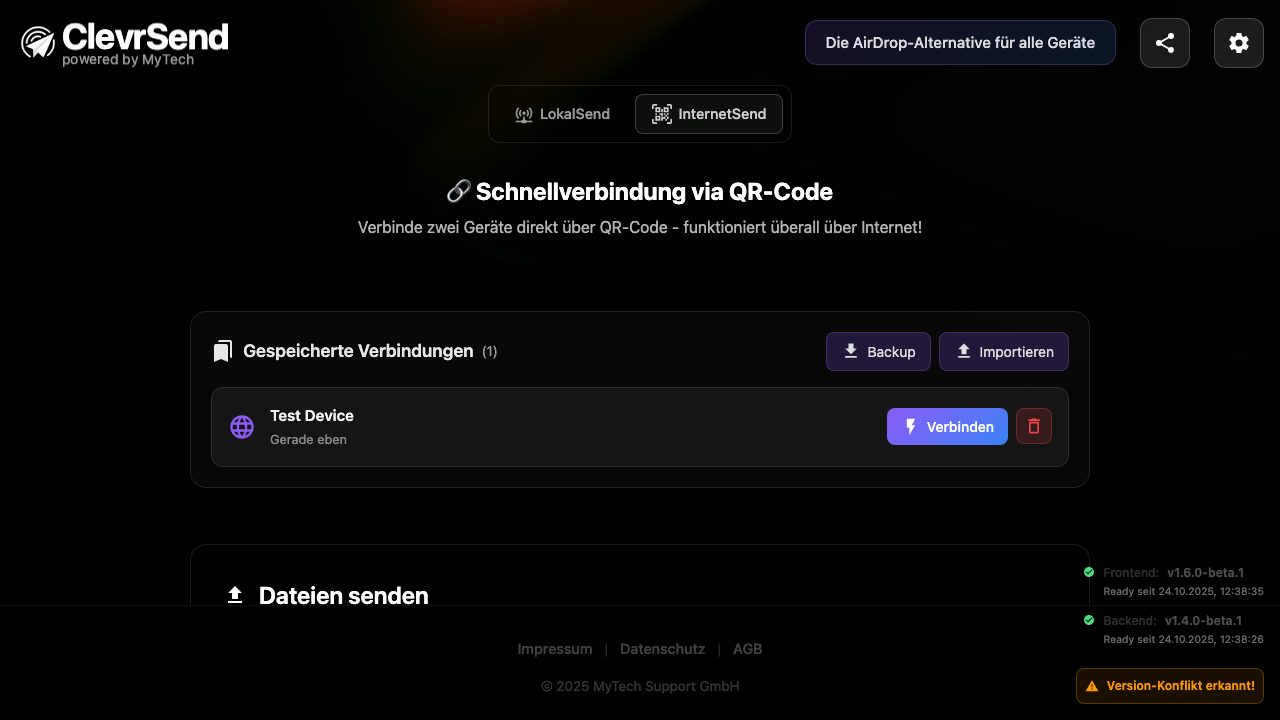 ClevrSend
powered by MyTech
Die AirDrop-Alternative für alle Geräte
LokalSend
InternetSend
🔗 Schnellverbindung via QR-Code
Verbinde zwei Geräte direkt über QR-Code - funktioniert überall über Internet!
Gespeicherte Verbindungen (1)
Backup
Importieren
Test Device
Gerade eben
Verbinden
Dateien senden
Frontend: v1.6.0-beta.1
Ready seit 24.10.2025, 12:38:35
Backend: v1.4.0-beta.1
Ready seit 24.10.2025, 12:38:26
Impressum | Datenschutz | AGB
© 2025 MyTech Support GmbH
Version-Konflikt erkannt!